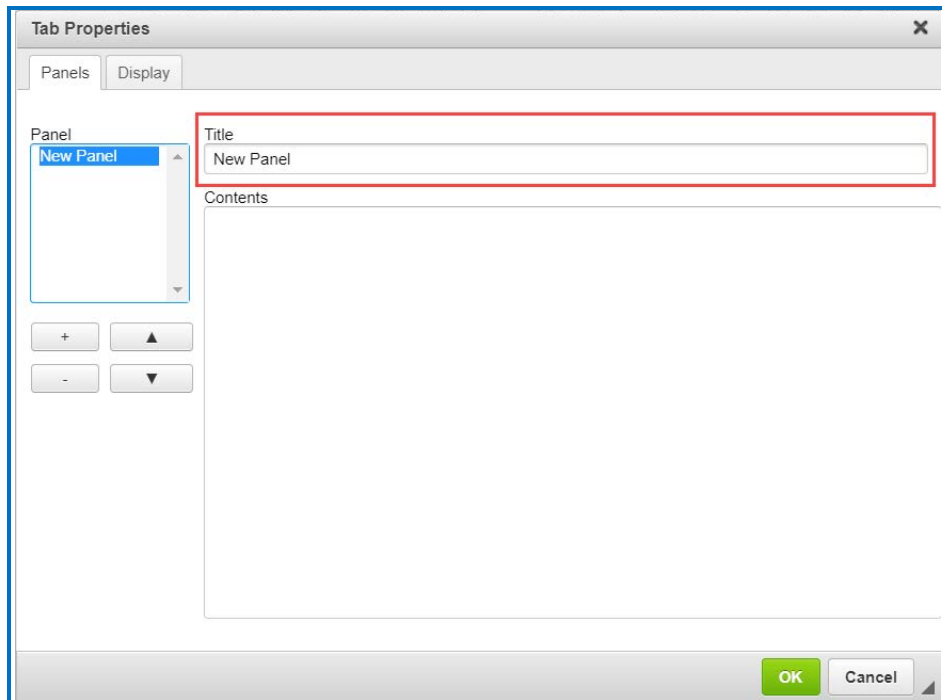 Tab Properties
Panels
Display
Panel
New Panel
Title
New Panel
Contents
+
-
OK
Cancel